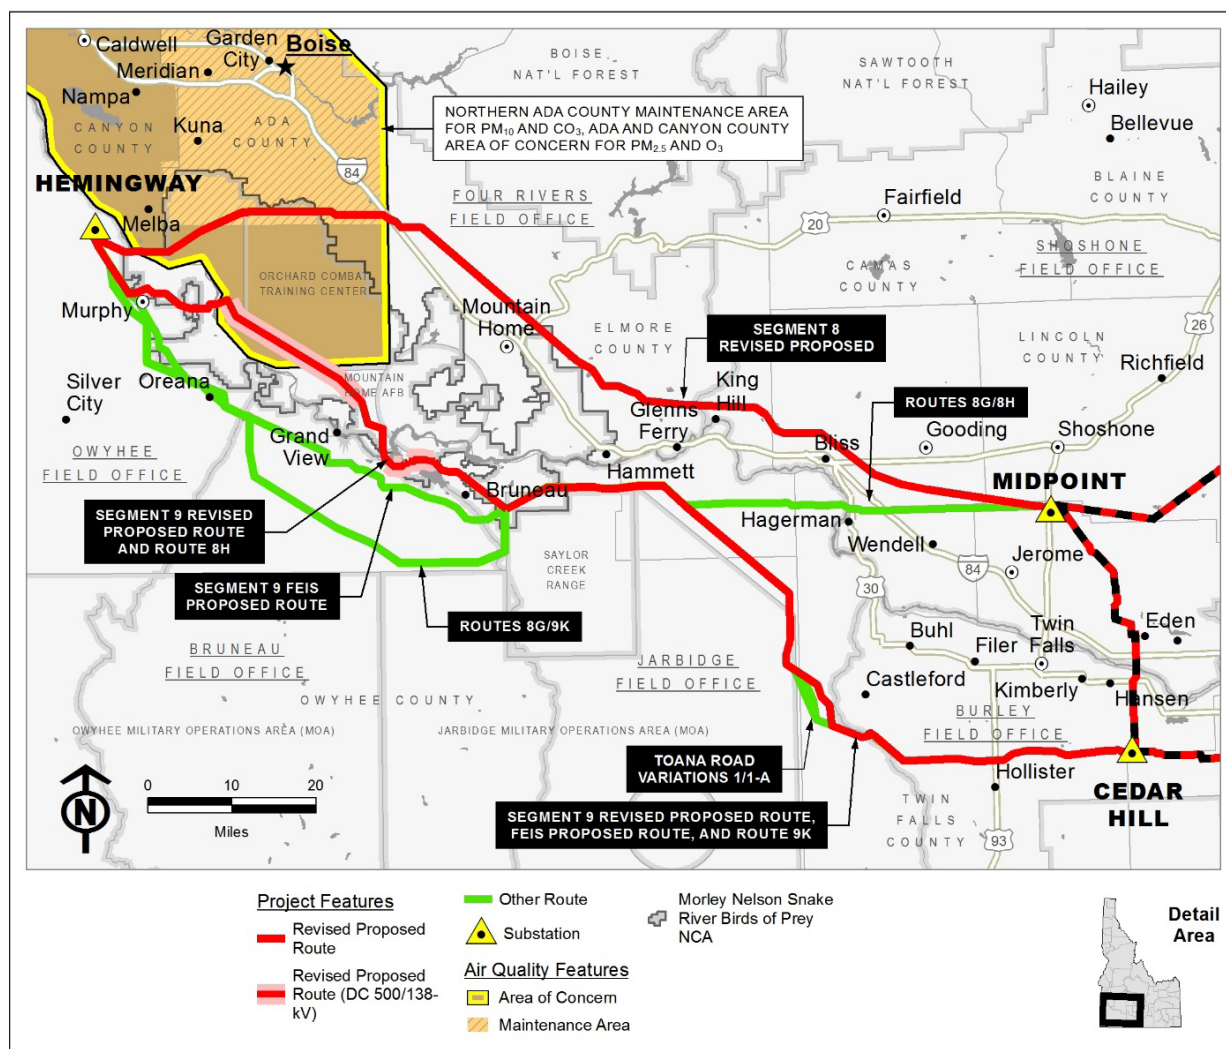 Caldwell
Garden
City
Boise
Meridian
Nampa
CANYON
COUNTY
Kuna
ADA
COUNTY
BOISE
NAT'L FOREST
SAWTOOTH
NAT'L FOREST
Hailey
Bellevue
NORTHERN ADA COUNTY MAINTENANCE AREA
FOR PM10 AND CO3, ADA AND CANYON COUNTY
AREA OF CONCERN FOR PM2.5 AND O3
84
HEMINGWAY
Melba
FOUR RIVERS
FIELD OFFICE
BLAINE
COUNTY
Fairfield
20
SHOSHONE
FIELD OFFICE
CAMAS
COUNTY
ORCHARD COMBAT
TRAINING CENTER
Murphy
Mountain
Home
ELMORE
COUNTY
SEGMENT 8
REVISED PROPOSED
26
LINCOLN
COUNTY
Richfield
Silver
City
Oreana
MOUNTAIN
HOME AFB
King
Hill
Glenns
Ferry
ROUTES 8G/8H
Gooding
Shoshone
OWYHEE
FIELD OFFICE
Grand
View
Hammett
Bliss
MIDPOINT
Bruneau
SEGMENT 9 REVISED
PROPOSED ROUTE
AND ROUTE 8H
Hagerman
Wendell
Jerome
84
SEGMENT 9 FEIS
PROPOSED ROUTE
SAYLOR
CREEK
RANGE
30
ROUTES 8G/9K
BRUNEAU
FIELD OFFICE
JARBIDGE
FIELD OFFICE
Buhl
Filer
Twin
Falls
Eden
Castleford
Kimberly
Hansen
OWYHEE COUNTY
BURLEY
FIELD OFFICE
OWYHEE MILITARY OPERATIONS AREA (MOA)
JARBIDGE MILITARY OPERATIONS AREA (MOA)
TOANA ROAD
VARIATIONS 1/1-A
Hollister
CEDAR
HILL
N
0 10 20
Miles
SEGMENT 9 REVISED PROPOSED ROUTE,
FEIS PROPOSED ROUTE, AND ROUTE 9K
TWIN
FALLS
COUNTY
93
Project Features
Revised Proposed
Route
Revised Proposed
Route (DC 500/138-
kV)
Other Route
Substation
Air Quality Features
Area of Concern
Maintenance Area
Morley Nelson Snake
River Birds of Prey
NCA
Detail
Area